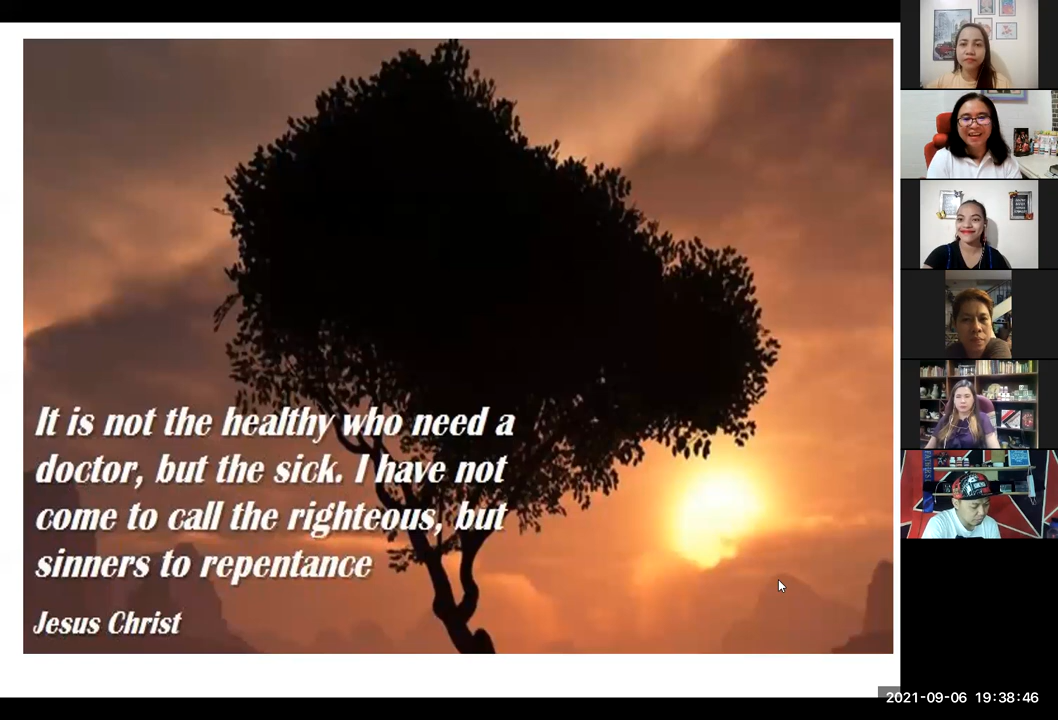 It is not the healthy who need a
doctor, but the sick. I have not
come to call the righteous, but
sinners to repentance
Jesus Christ
2021-09-06 19:38:46